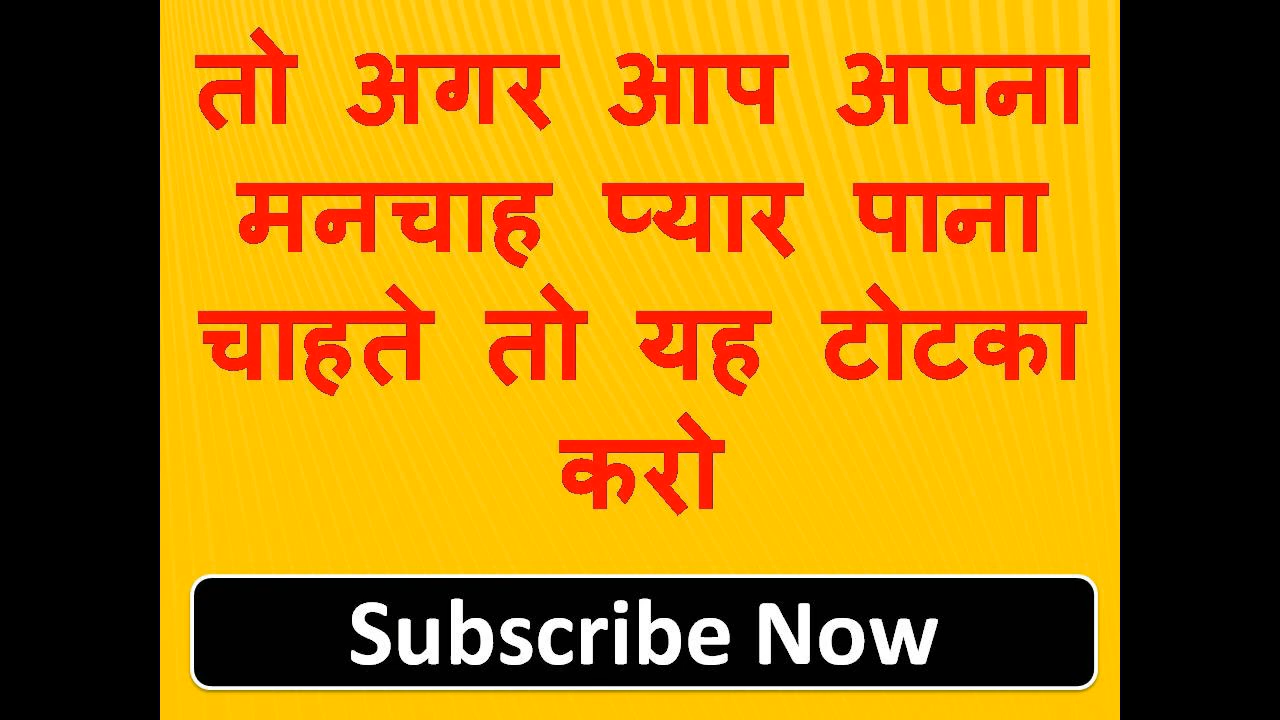 तो अगर आप अपना
मनचाह प्यार पाना
चाहते तो यह टोटका
करो
Subscribe Now